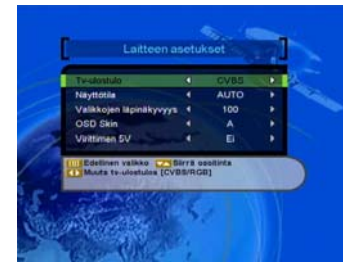 Laitteen asetukset
Tv-ulostulo CVBS
Näyttötila AUTO
Valikkojen läpinäkyvyys 100
OSD Skin A
Virittimen 5V Ei
Edellinen valikko Siirrä osoitinta
Muuta tv-ulostuloa [CVBS/RGB]